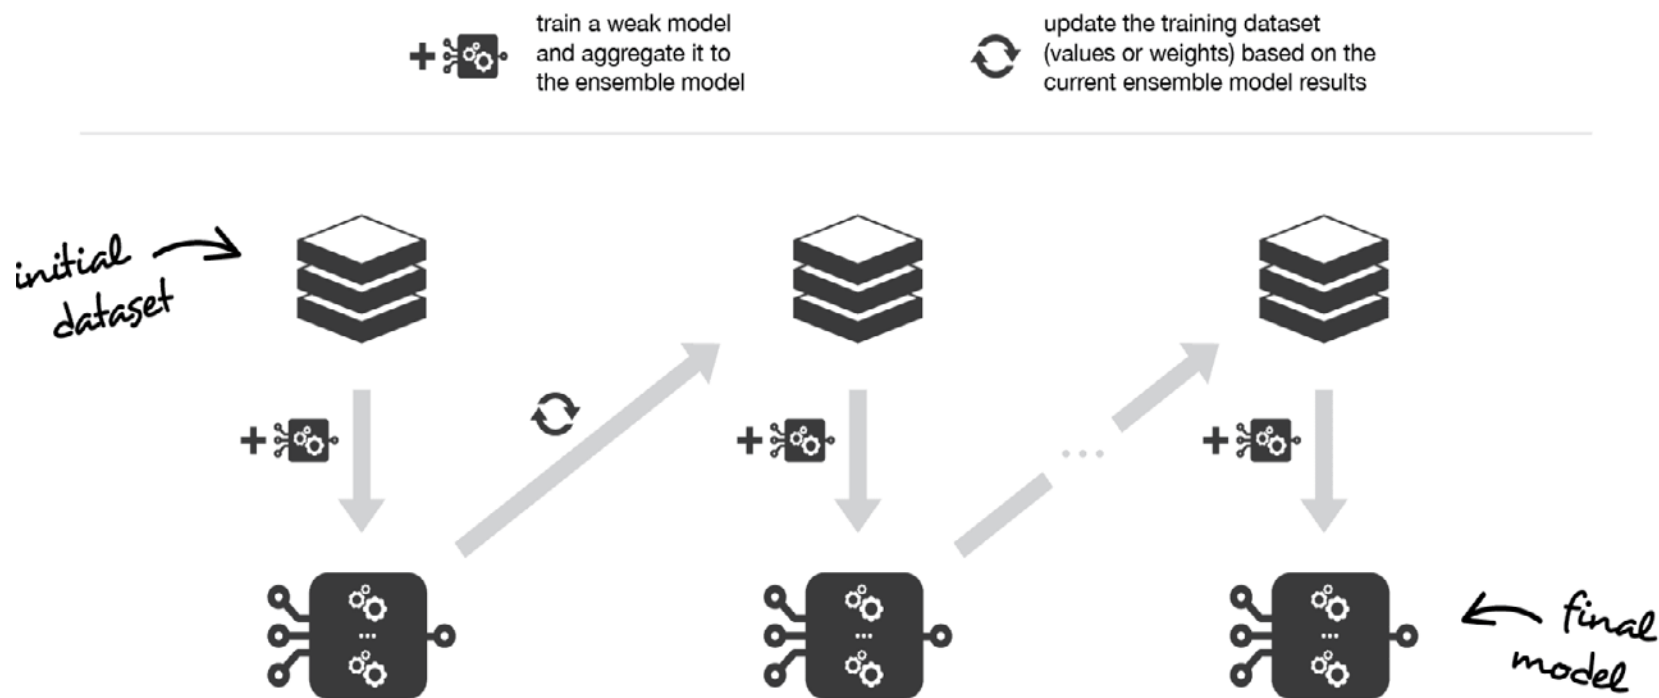 train a weak model
and aggregate it to
the ensemble model
update the training dataset
(values or weights) based on the
current ensemble model results
initial
dataset
final
model